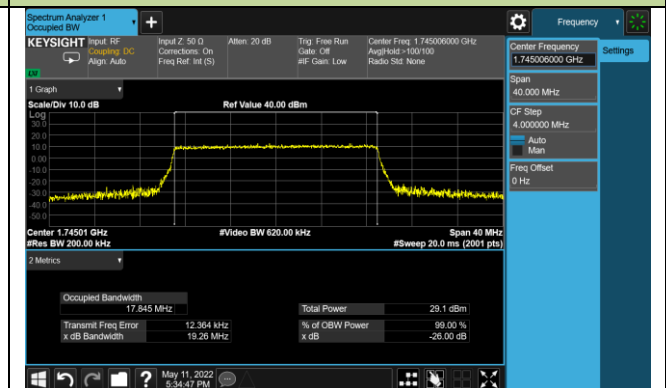 Spectrum Analyzer 1
Occupied BW
+
Frequency
KEYSIGHT Input: RF
Coupling: DC
Align: Auto
Input Z: 50 Ω
Corrections: On
Freq Ref: Int (S)
Atten: 20 dB
Trig: Free Run
Gate: Off
#IF Gain: Low
Center Freq: 1.745006000 GHz
Avg|Hold:>100/100
Radio Std: None
Center Frequency
1.745006000 GHz
Settings
Span
40.000 MHz
CF Step
4.000000 MHz
Auto
Man
Freq Offset
0 Hz
1 Graph
Scale/Div 10.0 dB
Ref Value 40.00 dBm
Log
30.0
20.0
10.0
0.00
-10.0
-20.0
-30.0
-40.0
-50.0
Center 1.74501 GHz
#Video BW 620.00 kHz
Span 40 MHz
#Res BW 200.00 kHz
#Sweep 20.0 ms (2001 pts)
2 Metrics
Occupied Bandwidth
17.845 MHz
Total Power 29.1 dBm
Transmit Freq Error 12.364 kHz
% of OBW Power 99.00 %
x dB Bandwidth 19.26 MHz
x dB -26.00 dB
?
May 11, 2022
5:34:47 PM